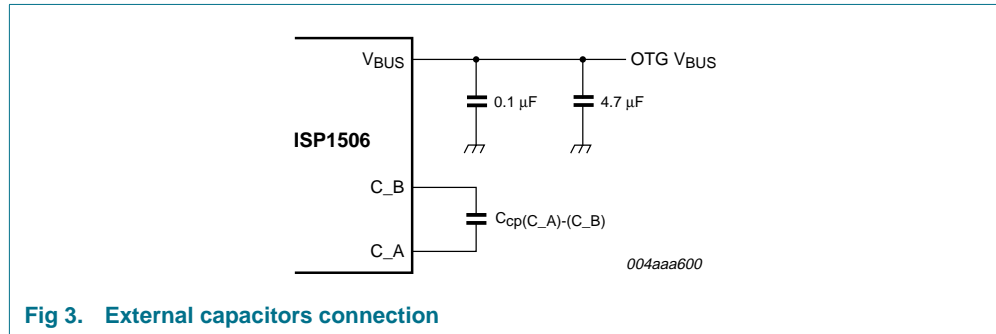 VBUS
OTG VBUS
0.1 μF
4.7 μF
ISP1506
C_B
Ccp(C_A)-(C_B)
C_A
004aaa600
Fig 3. External capacitors connection